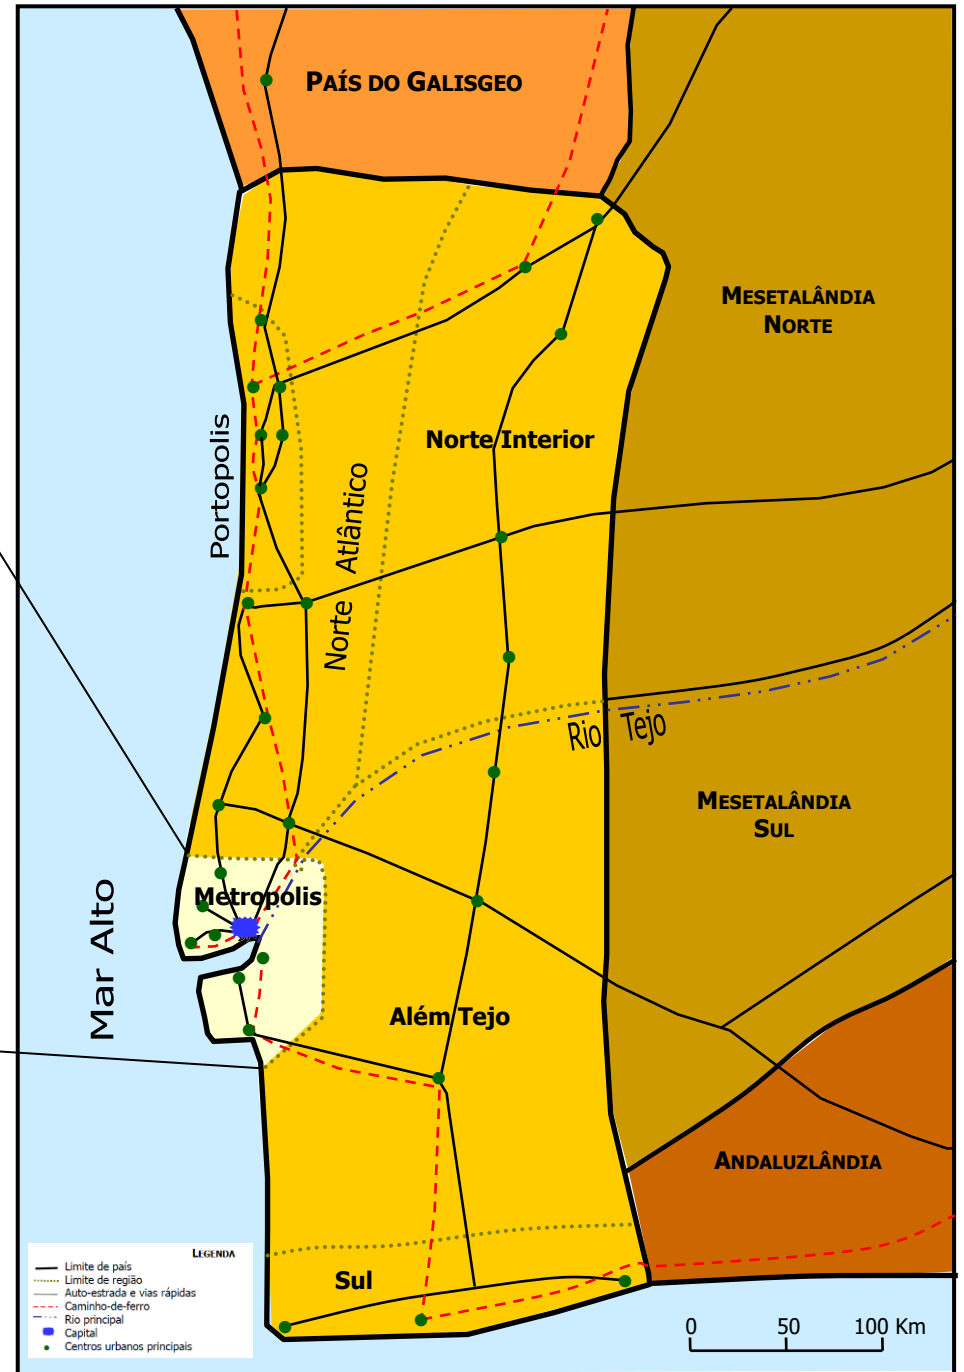 PAÍS DO GALISGEO
MESETALÂNDIA
NORTE
Portopolis
Norte Atlântico
Norte Interior
Rio Tejo
MESETALÂNDIA
SUL
Mar Alto
Metropolis
Além Tejo
ANDALUZLÂNDIA
Sul
LEGENDA
Limite de país
Limite de região
Auto-estrada e vias rápidas
Caminho-de-ferro
Rio principal
Capital
Centros urbanos principais
0 50 100 Km